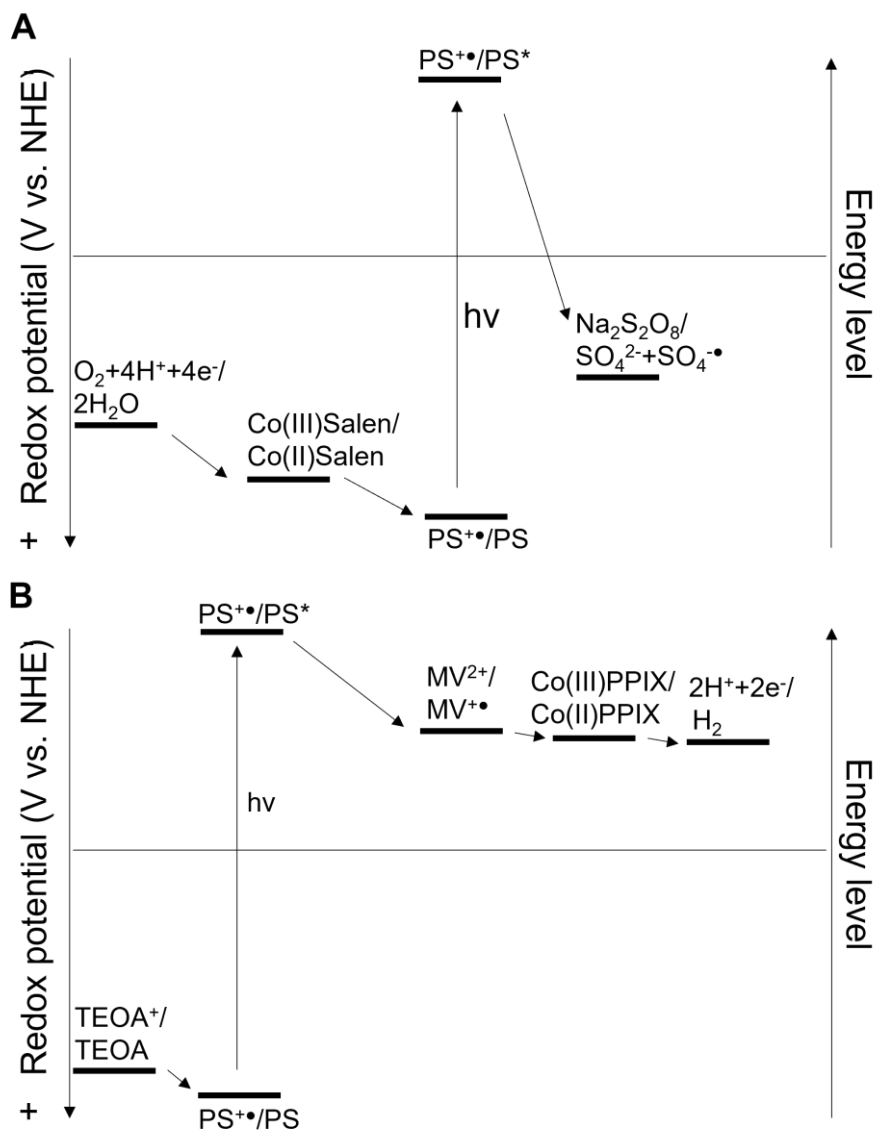 A
+ Redox potential (V vs. NHE)
PS⁺•/PS*
Energy level
hv
Na₂S₂O₈/
SO₄²⁻+SO₄⁻•
O₂+4H⁺+4e⁻/
2H₂O
Co(III)Salen/
Co(II)Salen
PS⁺•/PS
B
+ Redox potential (V vs. NHE)
PS⁺•/PS*
MV²⁺/
MV⁺•
Co(III)PPIX/
Co(II)PPIX
2H⁺+2e⁻/
H₂
Energy level
hv
TEOA⁺/
TEOA
PS⁺•/PS